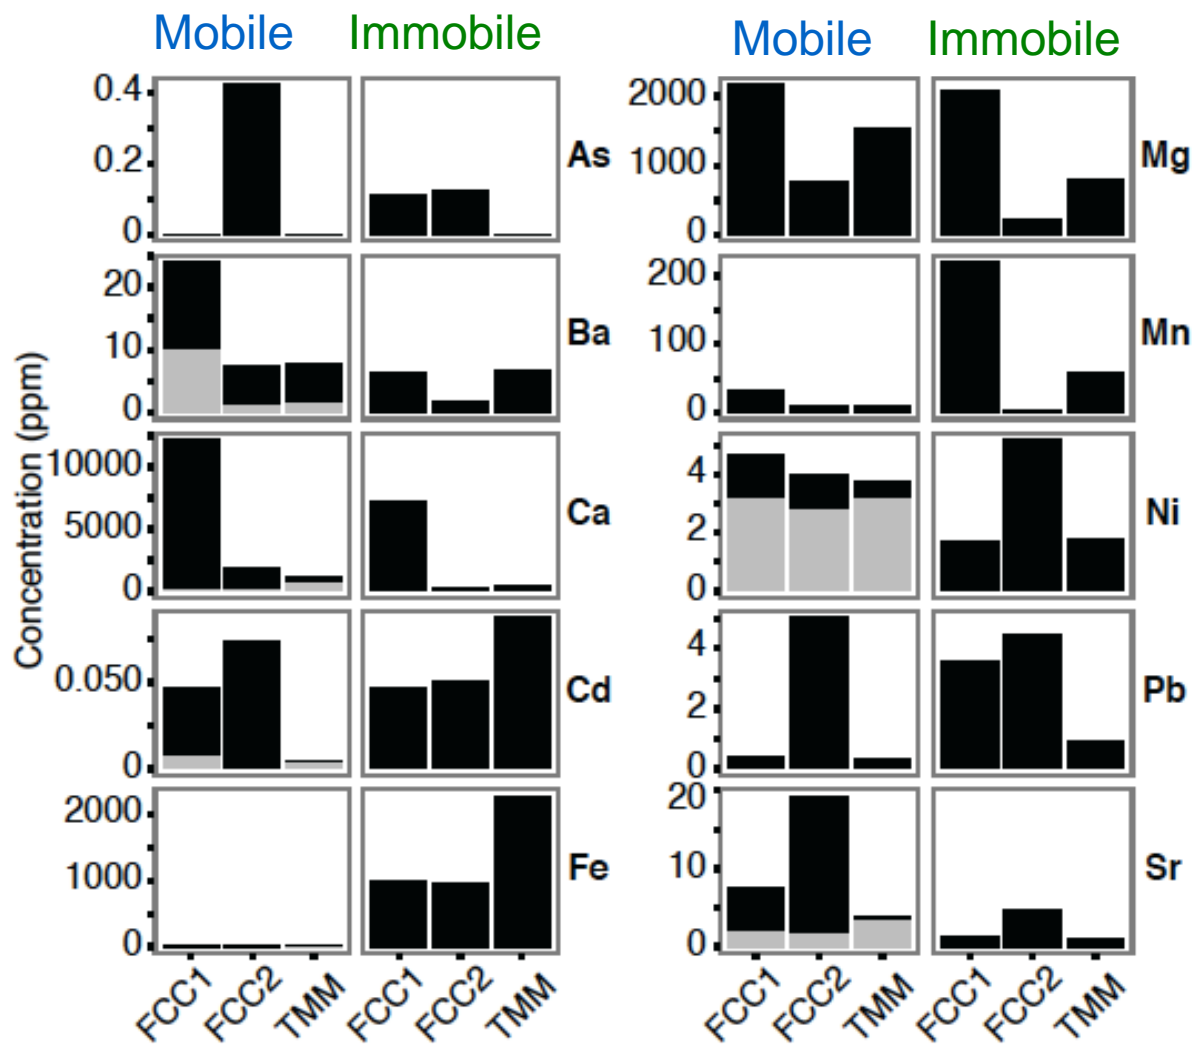 Mobile Immobile Mobile Immobile
0.4
0.2
0
As
2000
1000
0
Mg
20
10
0
Ba
200
100
0
Mn
10000
5000
0
Ca
4
2
0
Ni
0.050
0
Cd
4
2
0
Pb
2000
1000
0
Fe
20
10
0
Sr
Concentration (ppm)
FCC1 FCC2 TMM FCC1 FCC2 TMM FCC1 FCC2 TMM FCC1 FCC2 TMM